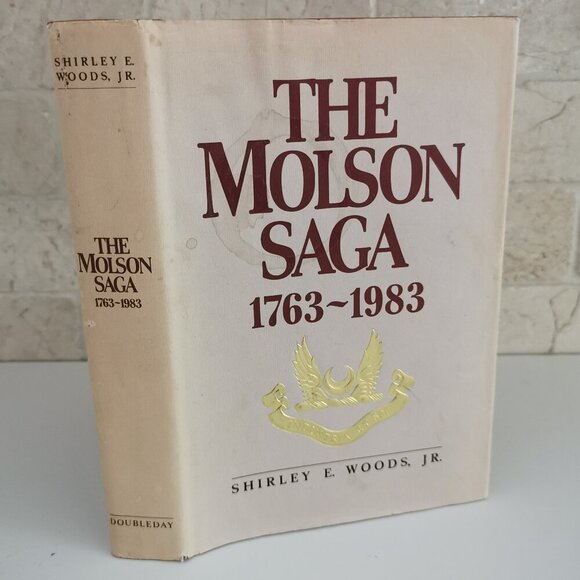 SHIRLEY E.
WOODS, JR.
THE
MOLSON
SAGA
1763~1983
DOUBLEDAY
THE
MOLSON
SAGA
1763~1983
SHIRLEY E. WOODS, JR.